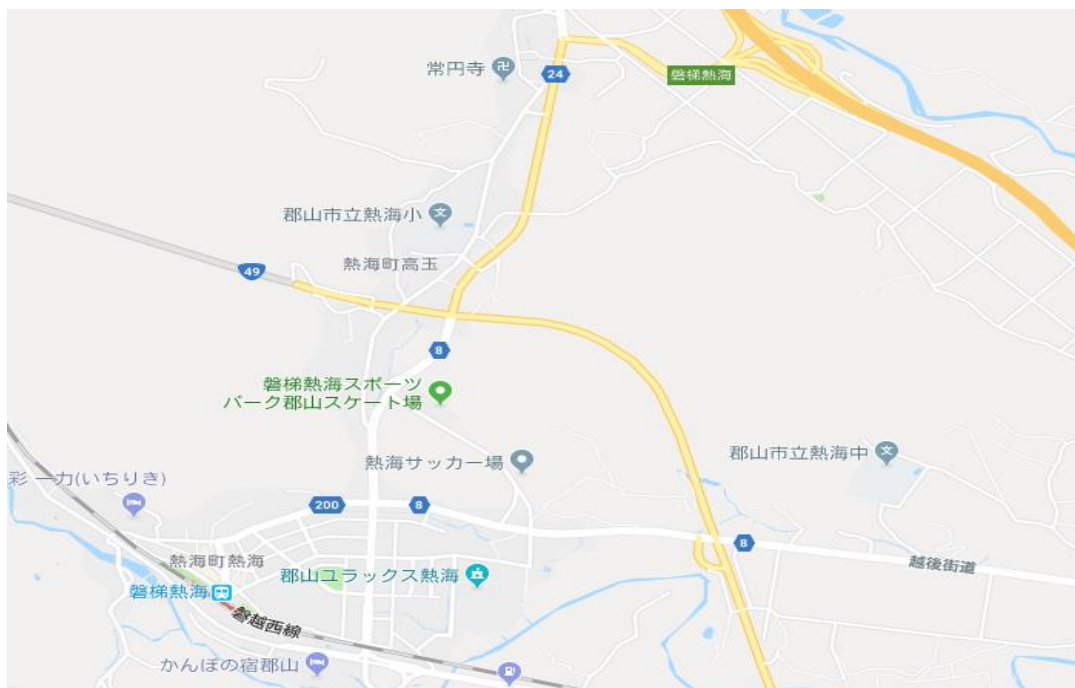 常円寺
24
磐梯熱海
郡山市立熱海小
熱海町高玉
49
8
磐梯熱海スポーツ
パーク郡山スケート場
郡山市立熱海中
熱海サッカー場
彩 一力(いちりき)
200
8
8
越後街道
熱海町熱海
郡山ユラックス熱海
磐梯熱海
磐越西線
かんぽの宿郡山